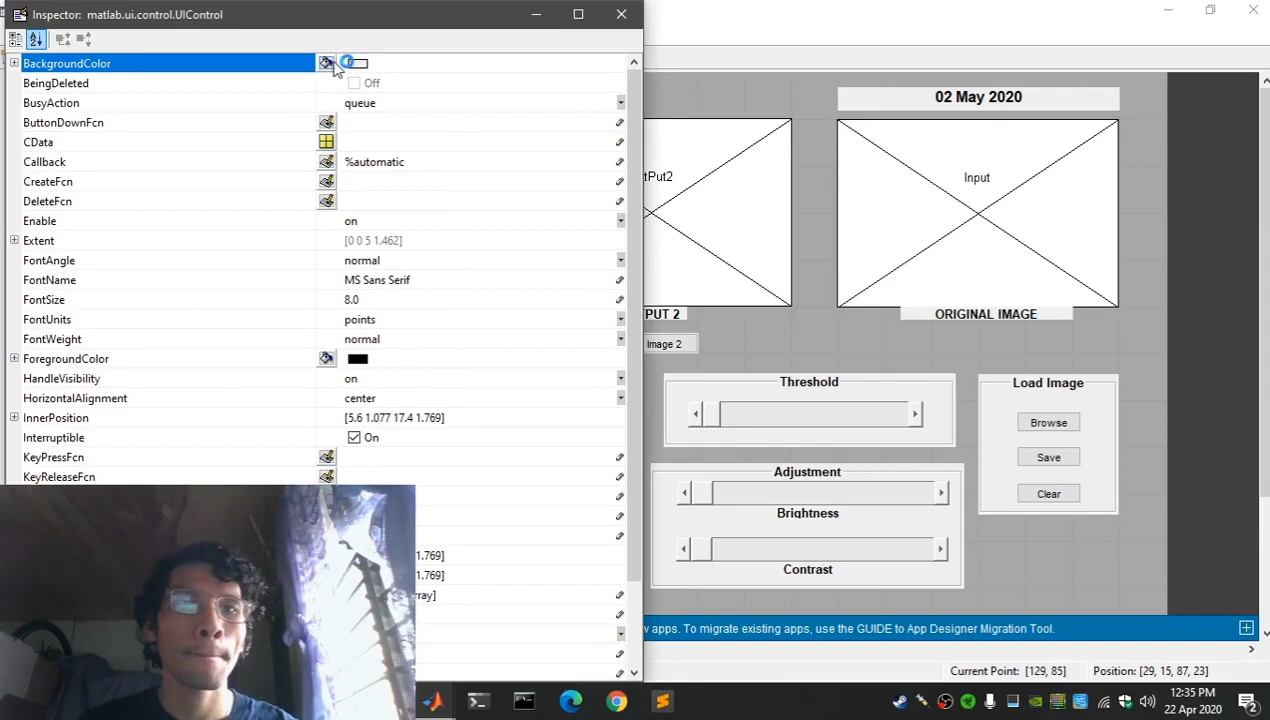 Inspector: matlab.ui.control.UIControl
BackgroundColor
BeingDeleted Off
BusyAction queue
ButtonDownFcn
CData
Callback %automatic
CreateFcn
DeleteFcn
Enable on
Extent [0 0 5 1.462]
FontAngle normal
FontName MS Sans Serif
FontSize 8.0
FontUnits points
FontWeight normal
ForegroundColor
HandleVisibility on
HorizontalAlignment center
InnerPosition [5.6 1.077 17.4 1.769]
Interruptible On
KeyPressFcn
KeyReleaseFcn
1.769]
1.769]
ray]
02 May 2020
tPut2
Input
PUT 2
ORIGINAL IMAGE
Image 2
Threshold
Load Image
Browse
Save
Clear
Adjustment
Brightness
Contrast
apps. To migrate existing apps, use the GUIDE to App Designer Migration Tool.
Current Point: [129, 85] Position: [29, 15, 87, 23]
12:35 PM
22 Apr 2020
2